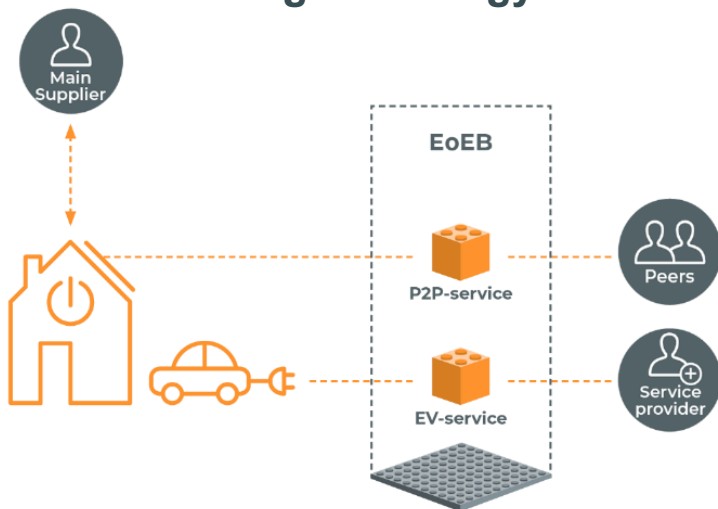 Main
Supplier
EoEB
P2P-service
Peers
EV-service
Service
provider